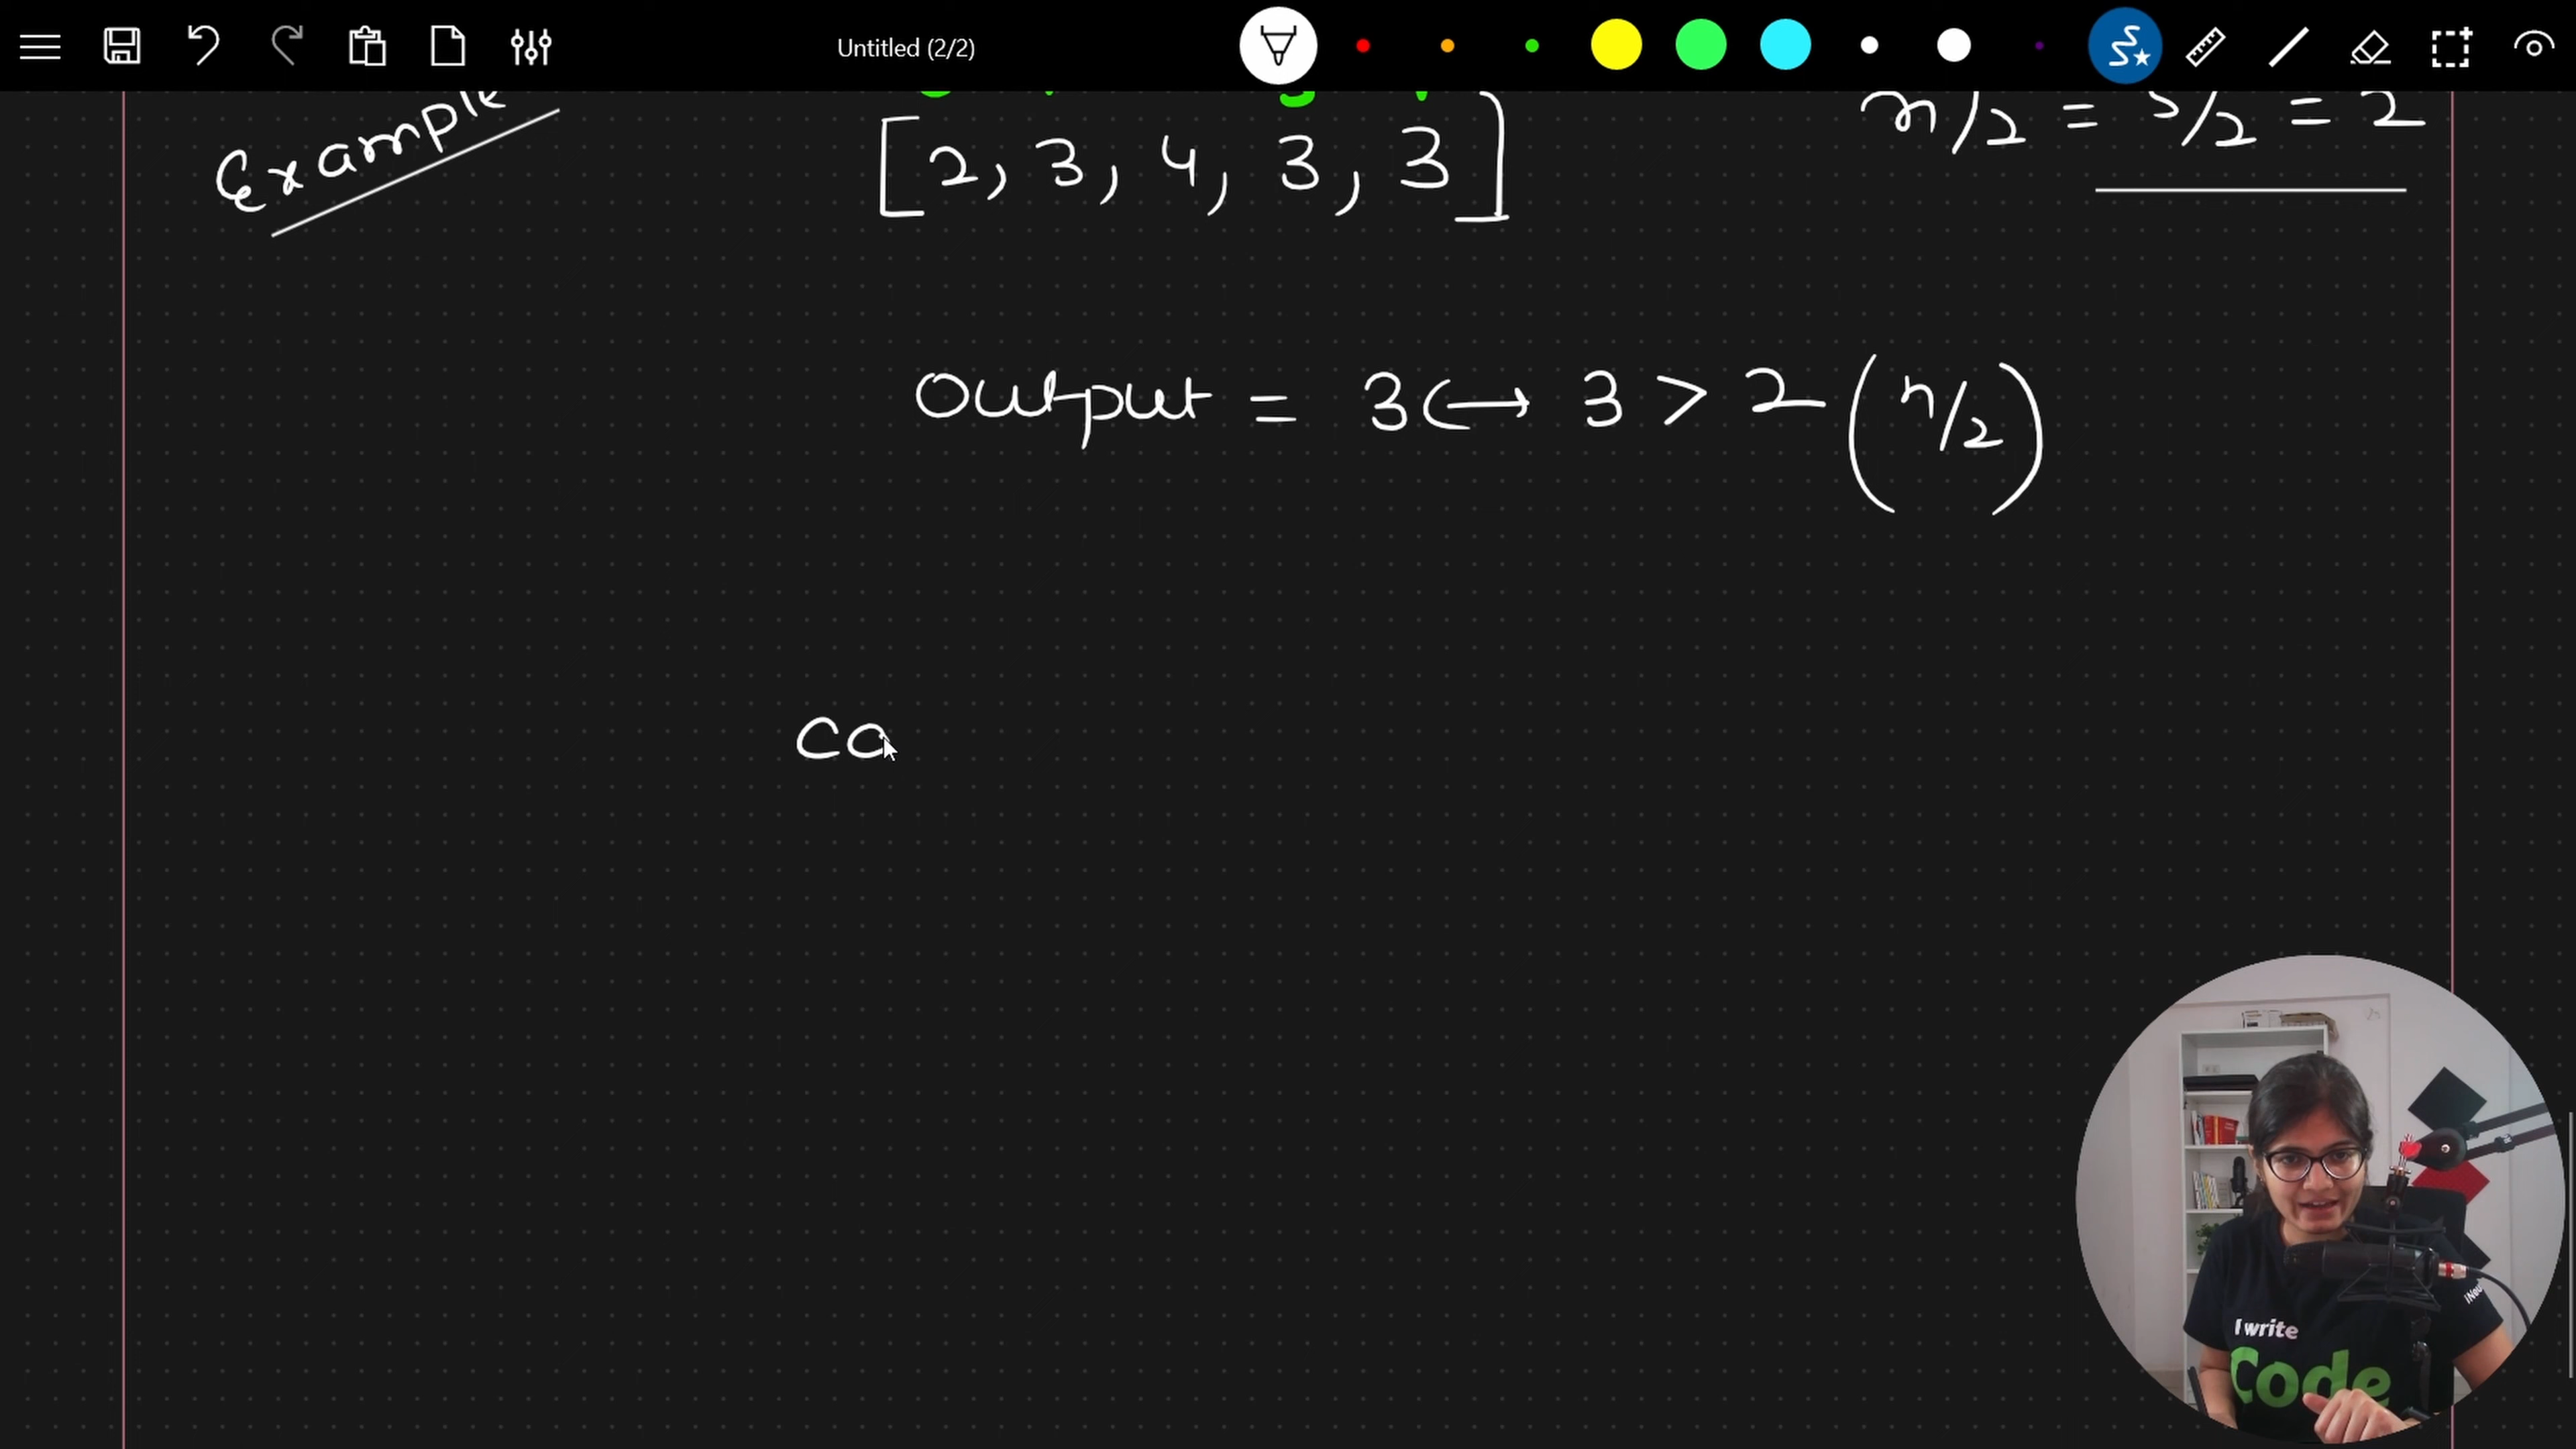 Untitled (2/2)
Example
[2, 3, 4, 3, 3]
n/2 = 5/2 = 2
Output = 3 → 3 > 2 (n/2)
Ca
I write
Code